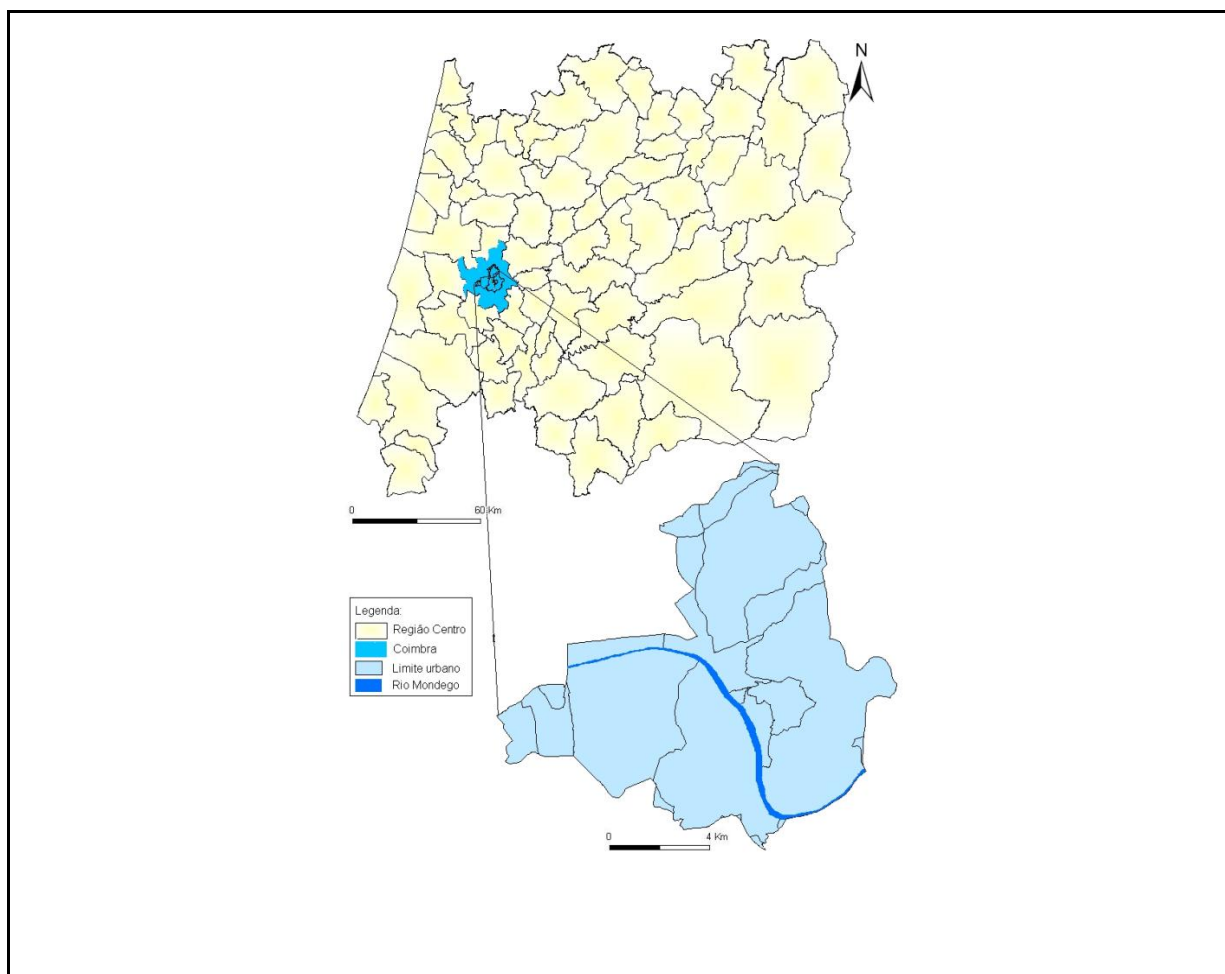 N
0 60 Km
Legenda:
Região Centro
Coimbra
Limite urbano
Rio Mondego
0 4 Km